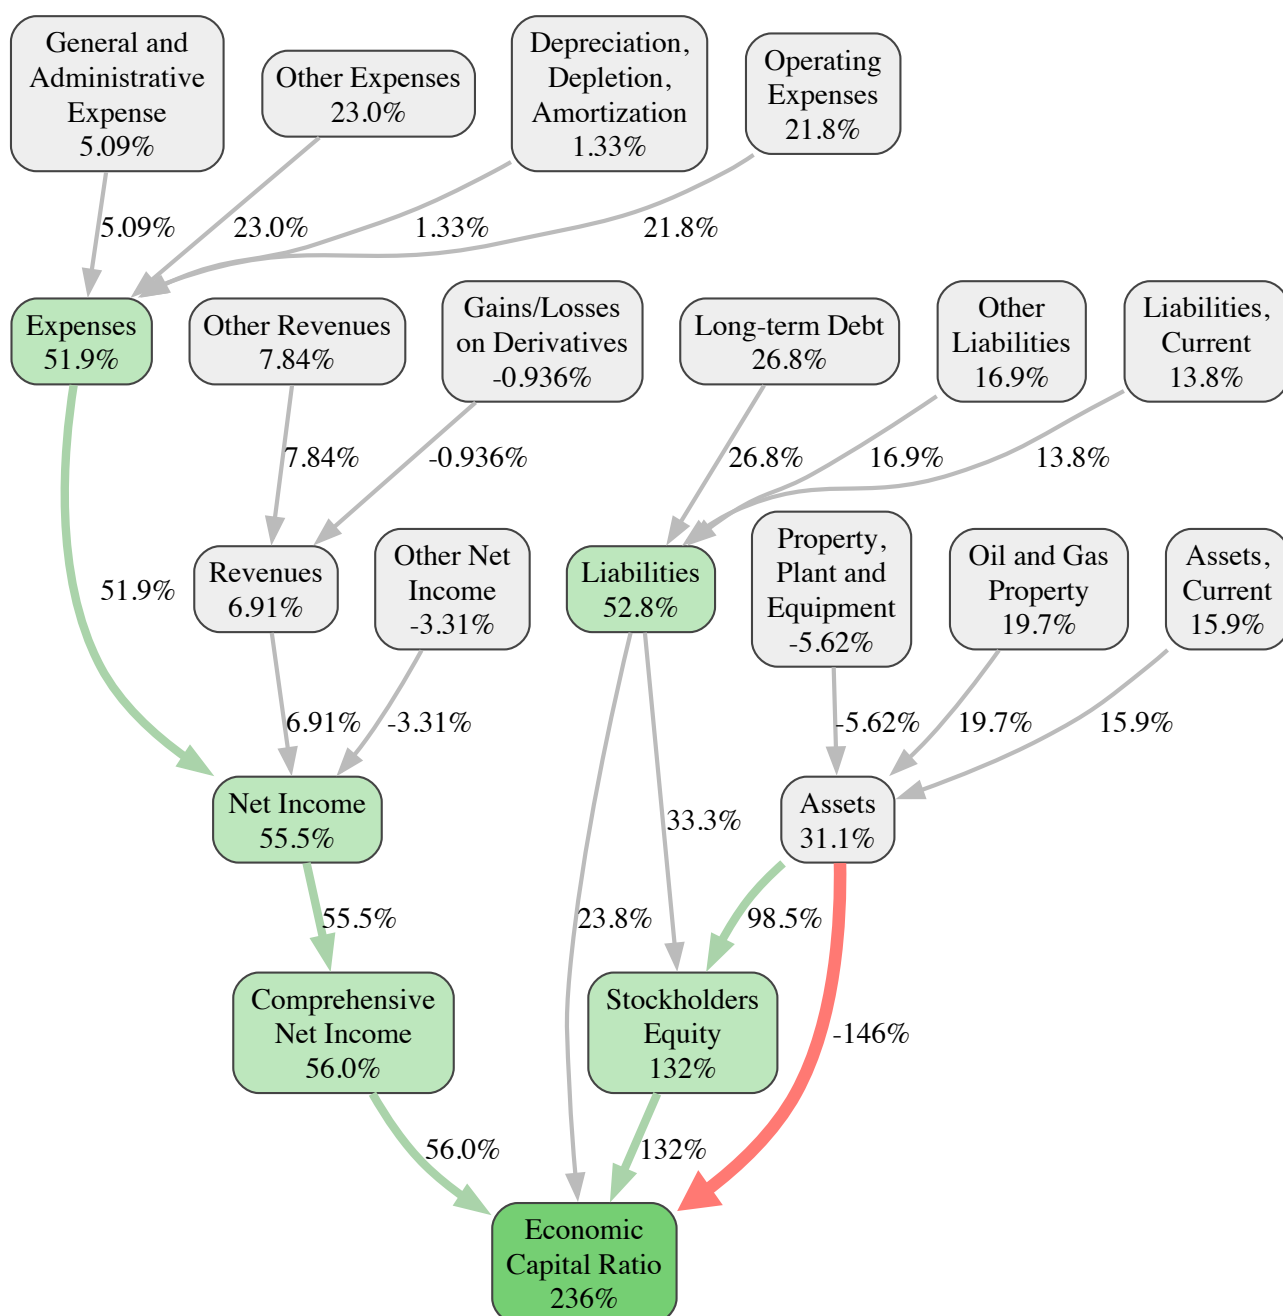 General and
Administrative
Expense
5.09%
Other Expenses
23.0%
Depreciation,
Depletion,
Amortization
1.33%
Operating
Expenses
21.8%
5.09%
23.0%
1.33%
21.8%
Expenses
51.9%
Other Revenues
7.84%
Gains/Losses
on Derivatives
-0.936%
Long-term Debt
26.8%
Other
Liabilities
16.9%
Liabilities,
Current
13.8%
7.84%
-0.936%
26.8%
16.9%
13.8%
51.9%
Revenues
6.91%
Other Net
Income
-3.31%
Liabilities
52.8%
Property,
Plant and
Equipment
-5.62%
Oil and Gas
Property
19.7%
Assets,
Current
15.9%
6.91%
-3.31%
-5.62%
19.7%
15.9%
Net Income
55.5%
33.3%
Assets
31.1%
55.5%
23.8%
98.5%
Comprehensive
Net Income
56.0%
Stockholders
Equity
132%
-146%
56.0%
132%
Economic
Capital Ratio
236%